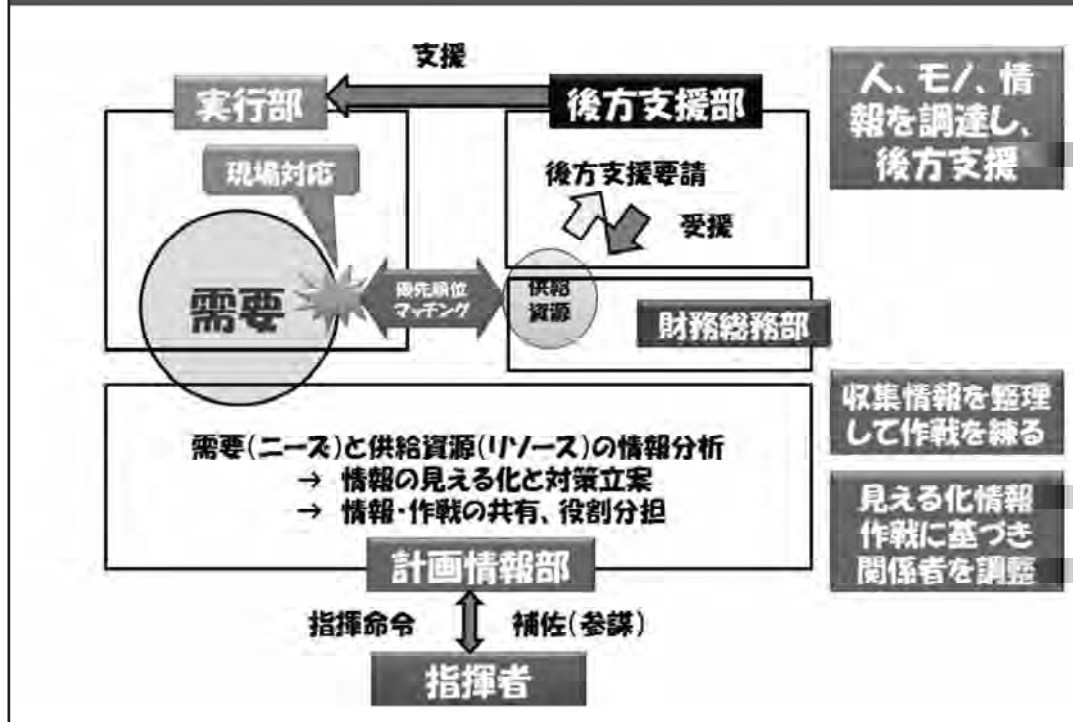 支援
実行部
後方支援部
人、モノ、情
報を調達し、
後方支援
現場対応
後方支援要請
受援
需要
優先順位
マッチング
供給
資源
財務総務部
収集情報を整理
して作戦を練る
需要(ニーズ)と供給資源(リソース)の情報分析
→ 情報の見える化と対策立案
→ 情報・作戦の共有、役割分担
見える化情報
作戦に基づき
関係者を調整
計画情報部
指揮命令
補佐(参謀)
指揮者